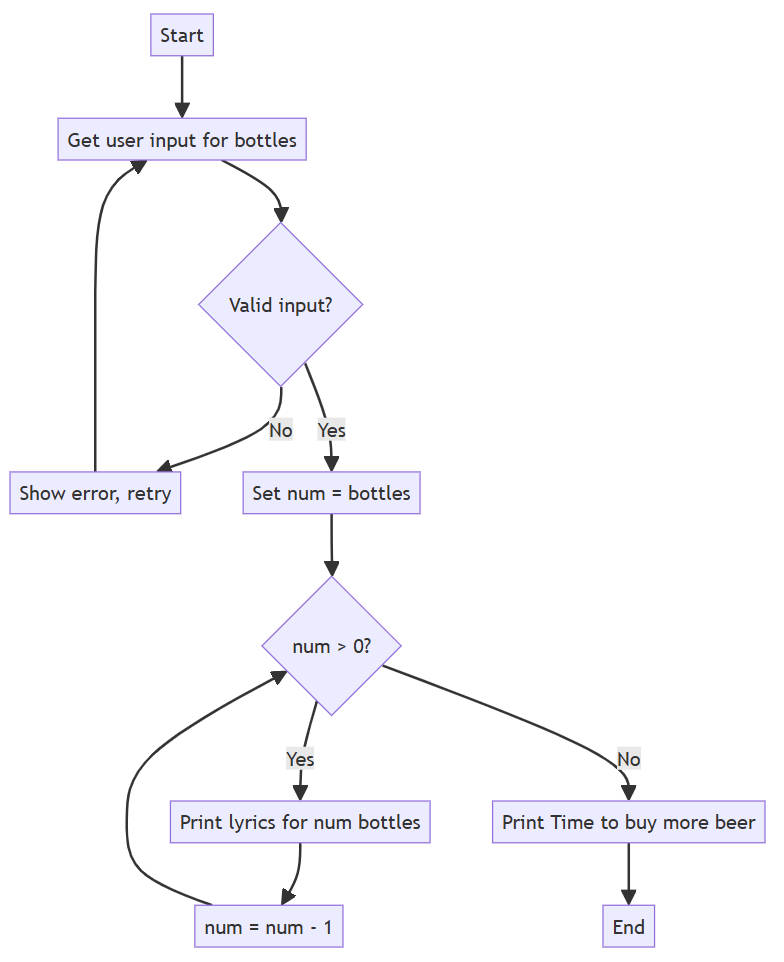 Start
Get user input for bottles
Valid input?
No
Yes
Show error, retry
Set num = bottles
num > 0?
Yes
No
Print lyrics for num bottles
Print Time to buy more beer
num = num - 1
End